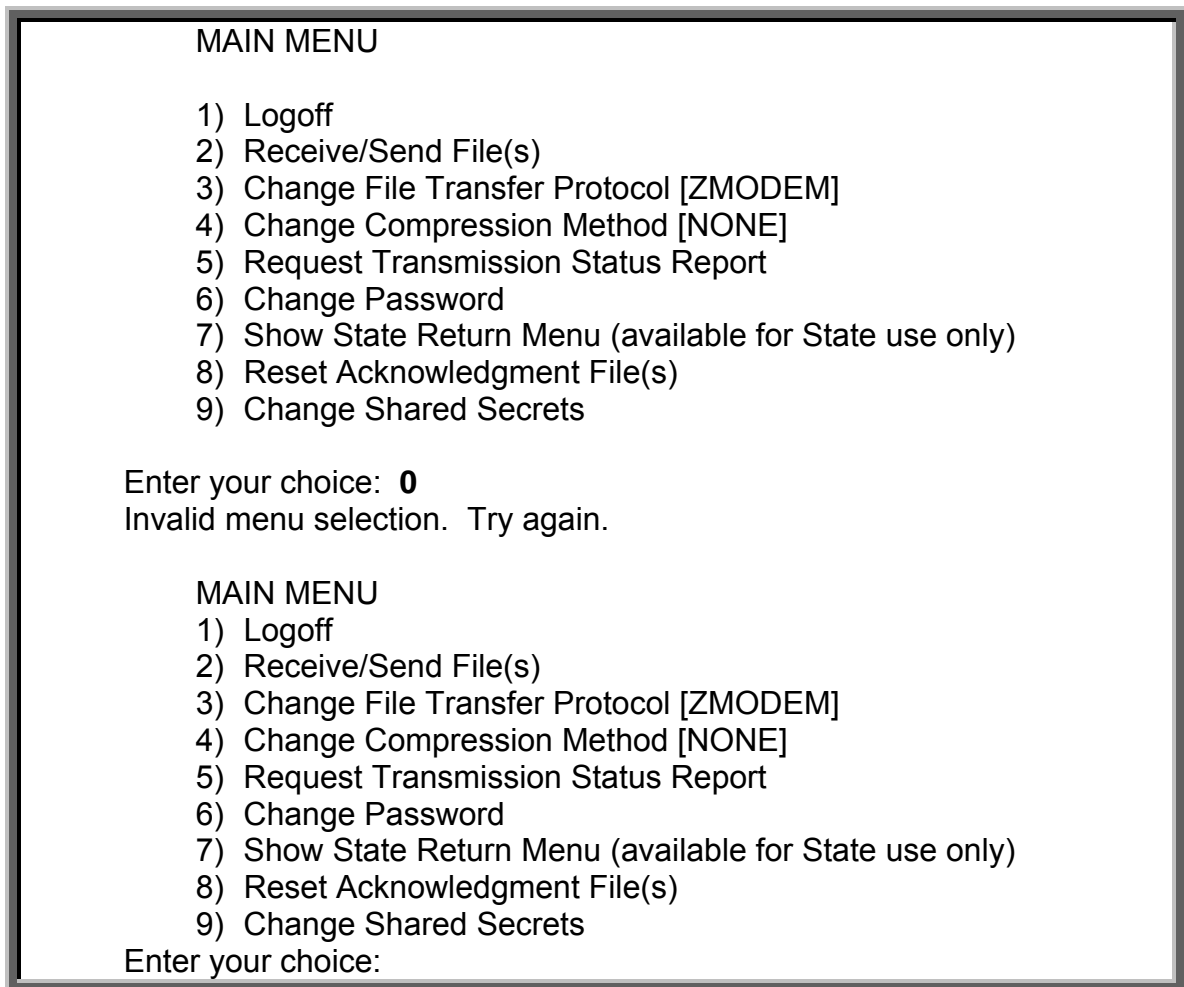 MAIN MENU
1) Logoff
2) Receive/Send File(s)
3) Change File Transfer Protocol [ZMODEM]
4) Change Compression Method [NONE]
5) Request Transmission Status Report
6) Change Password
7) Show State Return Menu (available for State use only)
8) Reset Acknowledgment File(s)
9) Change Shared Secrets
Enter your choice: 0
Invalid menu selection. Try again.
MAIN MENU
1) Logoff
2) Receive/Send File(s)
3) Change File Transfer Protocol [ZMODEM]
4) Change Compression Method [NONE]
5) Request Transmission Status Report
6) Change Password
7) Show State Return Menu (available for State use only)
8) Reset Acknowledgment File(s)
9) Change Shared Secrets
Enter your choice: